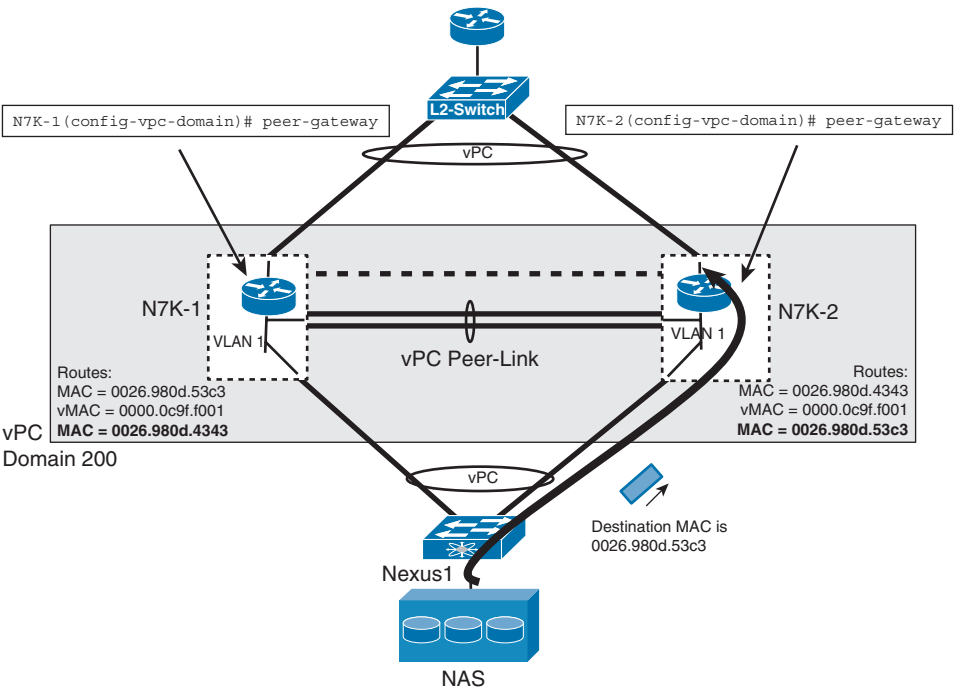 L2-Switch
N7K-1(config-vpc-domain)# peer-gateway
N7K-2(config-vpc-domain)# peer-gateway
vPC
N7K-1
N7K-2
VLAN 1
VLAN 1
vPC Peer-Link
Routes:
MAC = 0026.980d.53c3
vMAC = 0000.0c9f.f001
MAC = 0026.980d.4343
Routes:
MAC = 0026.980d.4343
vMAC = 0000.0c9f.f001
MAC = 0026.980d.53c3
vPC
Domain 200
vPC
Destination MAC is
0026.980d.53c3
Nexus1
NAS